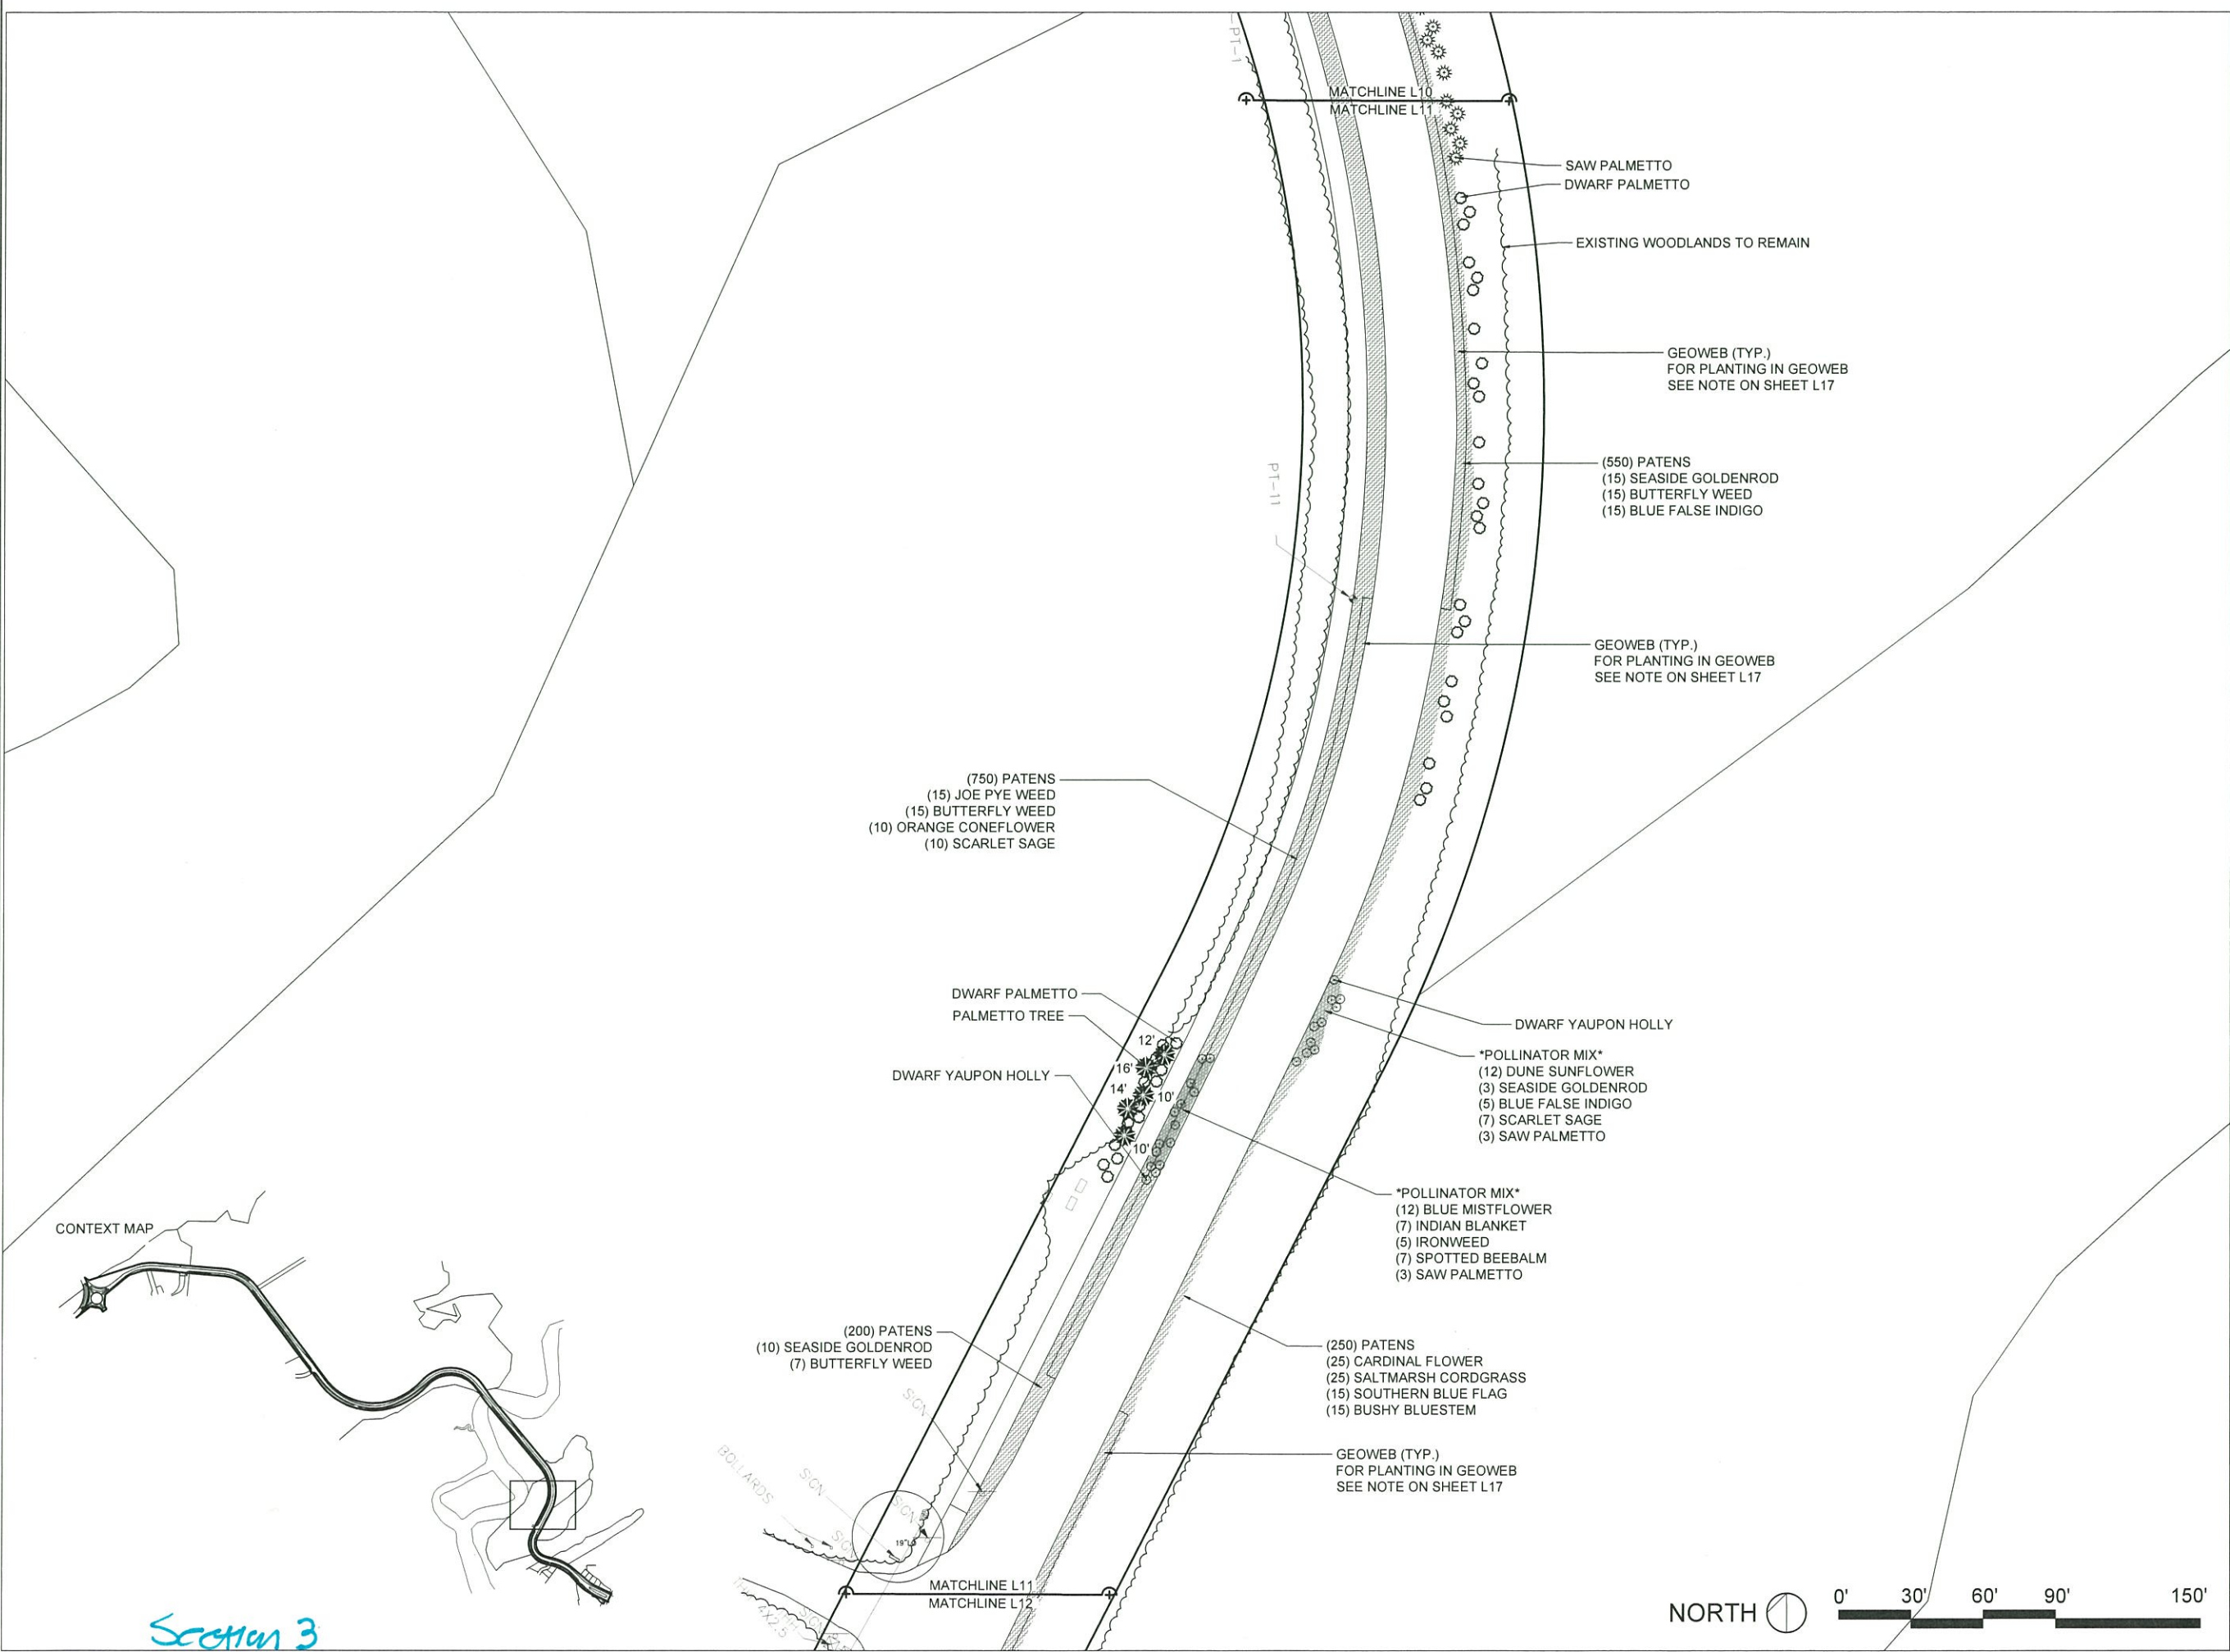 PT-1
MATCHLINE L10
MATCHLINE L11
SAW PALMETTO
DWARF PALMETTO
EXISTING WOODLANDS TO REMAIN
GEOWEB (TYP.)
FOR PLANTING IN GEOWEB
SEE NOTE ON SHEET L17
PT-11
(550) PATENS
(15) SEASIDE GOLDENROD
(15) BUTTERFLY WEED
(15) BLUE FALSE INDIGO
GEOWEB (TYP.)
FOR PLANTING IN GEOWEB
SEE NOTE ON SHEET L17
(750) PATENS
(15) JOE PYE WEED
(15) BUTTERFLY WEED
(10) ORANGE CONEFLOWER
(10) SCARLET SAGE
DWARF PALMETTO
PALMETTO TREE
DWARF YAUPON HOLLY
12'
16'
14'
10'
10'
DWARF YAUPON HOLLY
*POLLINATOR MIX*
(12) DUNE SUNFLOWER
(3) SEASIDE GOLDENROD
(5) BLUE FALSE INDIGO
(7) SCARLET SAGE
(3) SAW PALMETTO
*POLLINATOR MIX*
(12) BLUE MISTFLOWER
(7) INDIAN BLANKET
(5) IRONWEED
(7) SPOTTED BEEBALM
(3) SAW PALMETTO
(200) PATENS
(10) SEASIDE GOLDENROD
(7) BUTTERFLY WEED
(250) PATENS
(25) CARDINAL FLOWER
(25) SALTMARSH CORDGRASS
(15) SOUTHERN BLUE FLAG
(15) BUSHY BLUESTEM
GEOWEB (TYP.)
FOR PLANTING IN GEOWEB
SEE NOTE ON SHEET L17
SIGN
BOLLARDS
SIGN
SIGN
SIGN
MATCHLINE L11
MATCHLINE L12
4X2.5
SIGN
CONTEXT MAP
Section 3
NORTH
0' 30' 60' 90' 150'